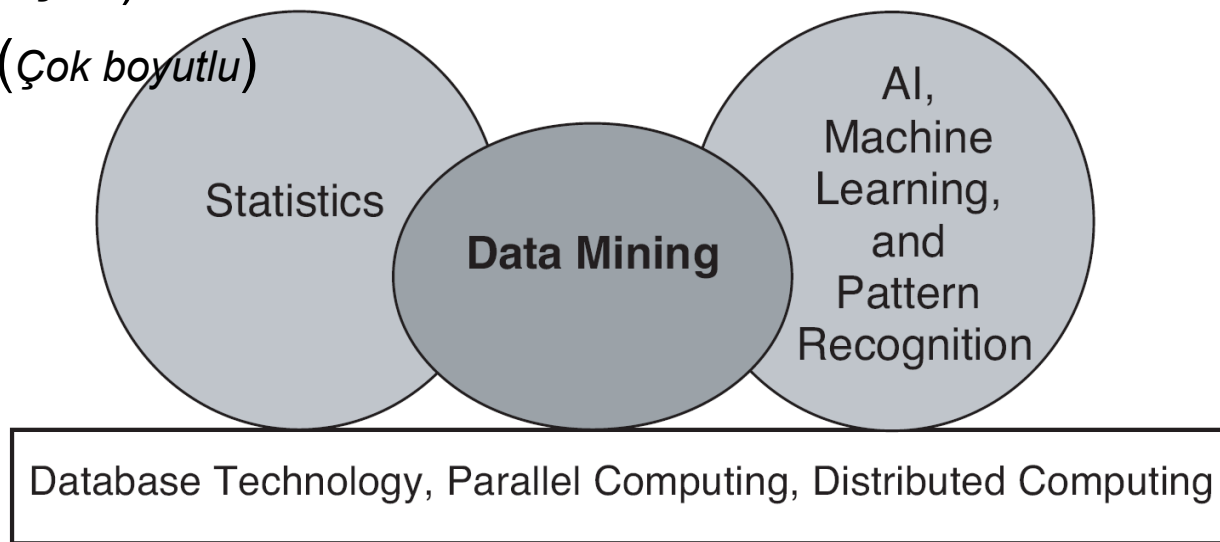 (Çok boyutlu)
Statistics
Data Mining
AI,
Machine
Learning,
and
Pattern
Recognition
Database Technology, Parallel Computing, Distributed Computing